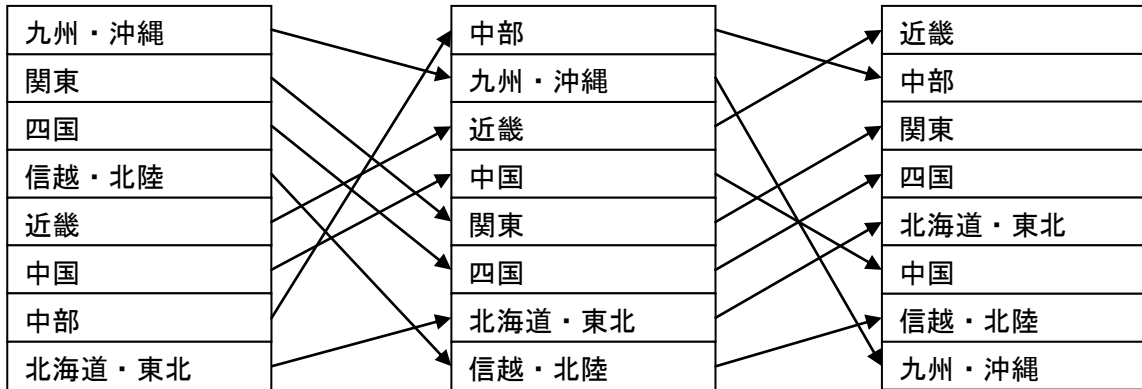 九州・沖縄
関東
四国
信越・北陸
近畿
中国
中部
北海道・東北
中部
九州・沖縄
近畿
中国
関東
四国
北海道・東北
信越・北陸
近畿
中部
関東
四国
北海道・東北
中国
信越・北陸
九州・沖縄